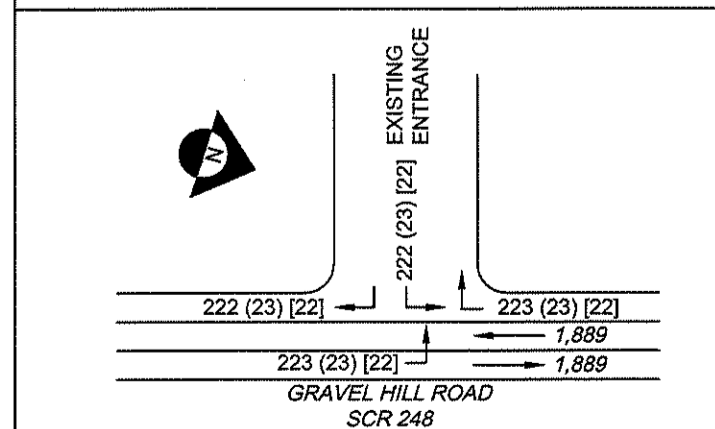 EXISTING
ENTRANCE
N
222 (23) [22]
222 (23) [22]
223 (23) [22]
1,889
223 (23) [22]
1,889
GRAVEL HILL ROAD
SCR 248